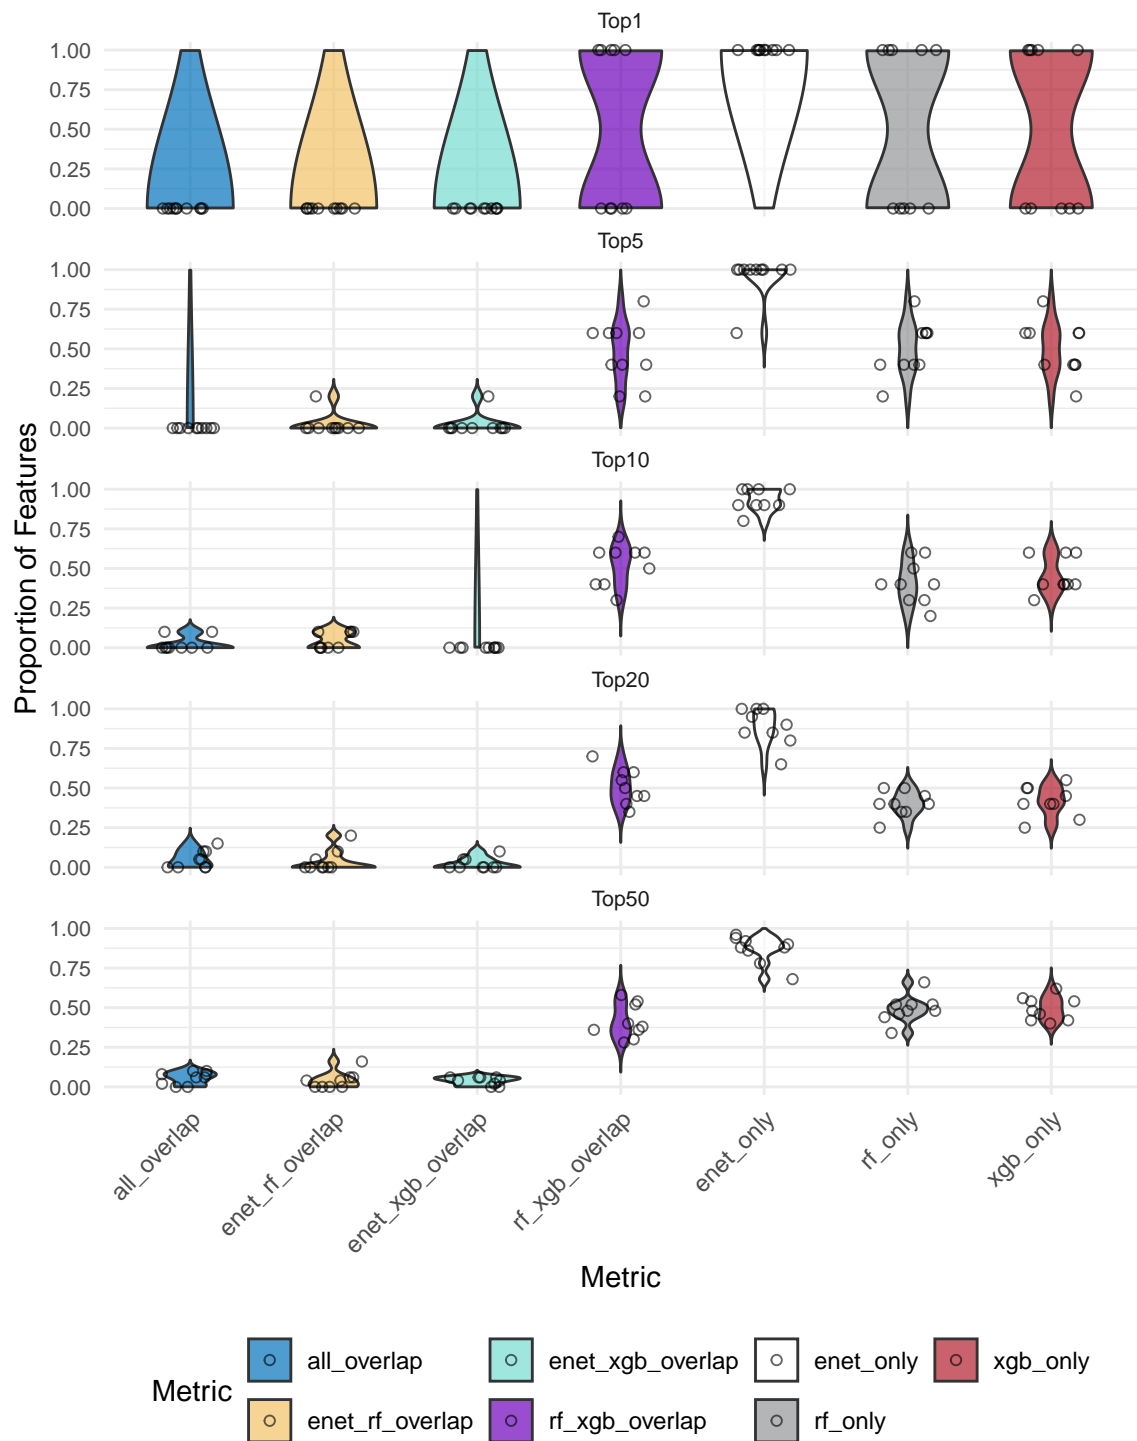 Top1
1.00
0.75
0.50
0.25
0.00
Top5
1.00
0.75
0.50
0.25
0.00
Top10
1.00
0.75
0.50
0.25
0.00
Top20
1.00
0.75
0.50
0.25
0.00
Top50
1.00
0.75
0.50
0.25
0.00
Proportion of Features
all_overlap
enet_rf_overlap
enet_xgb_overlap
rf_xgb_overlap
enet_only
rf_only
xgb_only
Metric
Metric
all_overlap
enet_xgb_overlap
enet_only
xgb_only
enet_rf_overlap
rf_xgb_overlap
rf_only